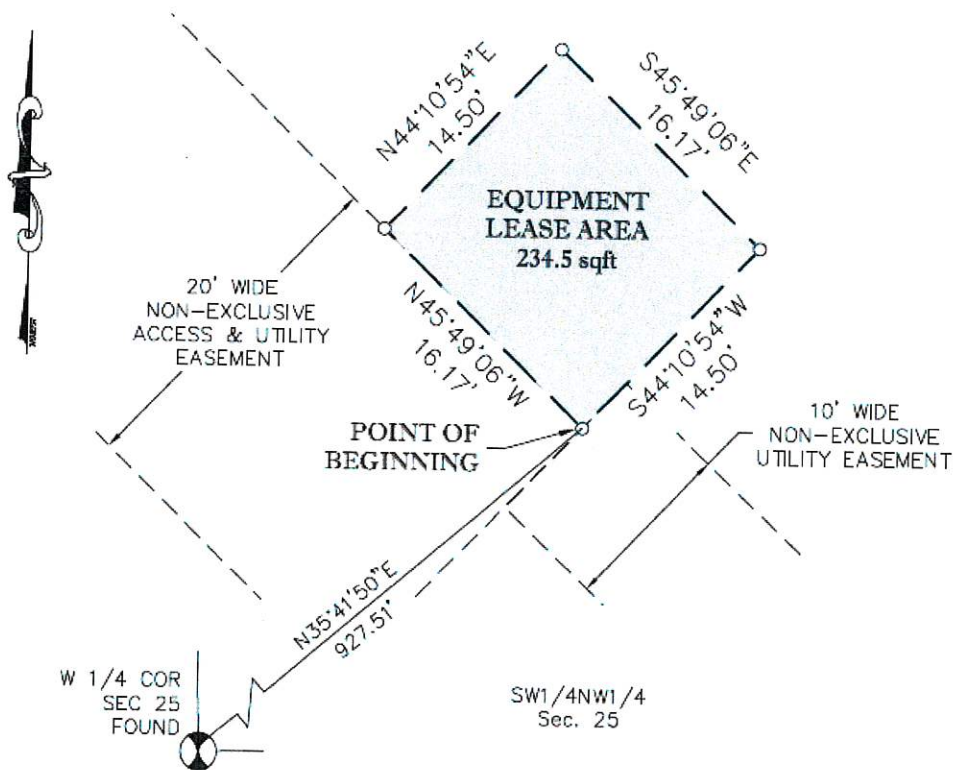 N44°10'54"E
14.50'
S45°49'06"E
16.17'
EQUIPMENT
LEASE AREA
234.5 sqft
20' WIDE
NON-EXCLUSIVE
ACCESS & UTILITY
EASEMENT
N45°49'06"W
16.17'
S44°10'54"W
14.50'
POINT OF
BEGINNING
10' WIDE
NON-EXCLUSIVE
UTILITY EASEMENT
N35°41'50"E
927.51'
W 1/4 COR
SEC 25
FOUND
SW1/4NW1/4
Sec. 25